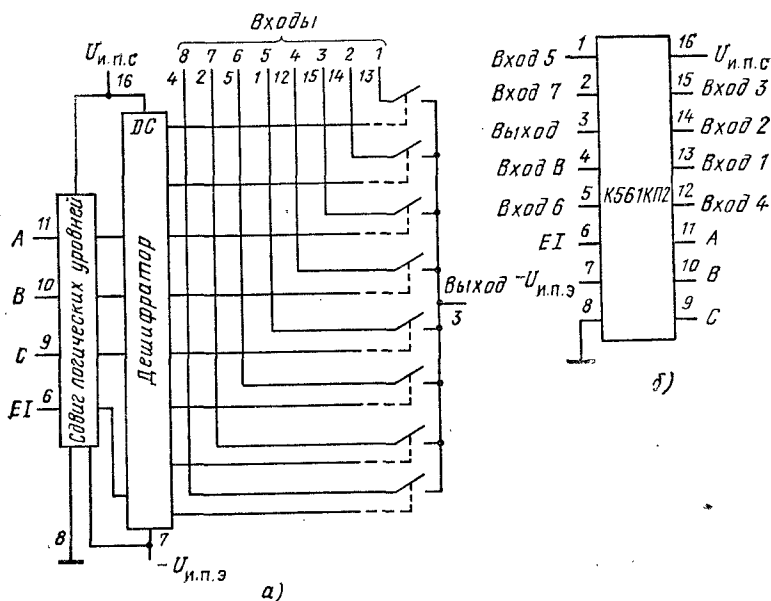 Входы
8 7 6 5 4 3 2 1
4 2 5 1 12 15 14 13
U и.п.с
16
DC
Дешифратор
Сдвиг логических уровней
A 11
B 10
C 9
EI 6
8
7
-U и.п.э
Выход
3
а)
К561КП2
Вход 5 1
Вход 7 2
Выход 3
Вход В 4
Вход 6 5
EI 6
-U и.п.э 7
8
16 U и.п.с
15 Вход 3
14 Вход 2
13 Вход 1
12 Вход 4
11 A
10 B
9 C
б)